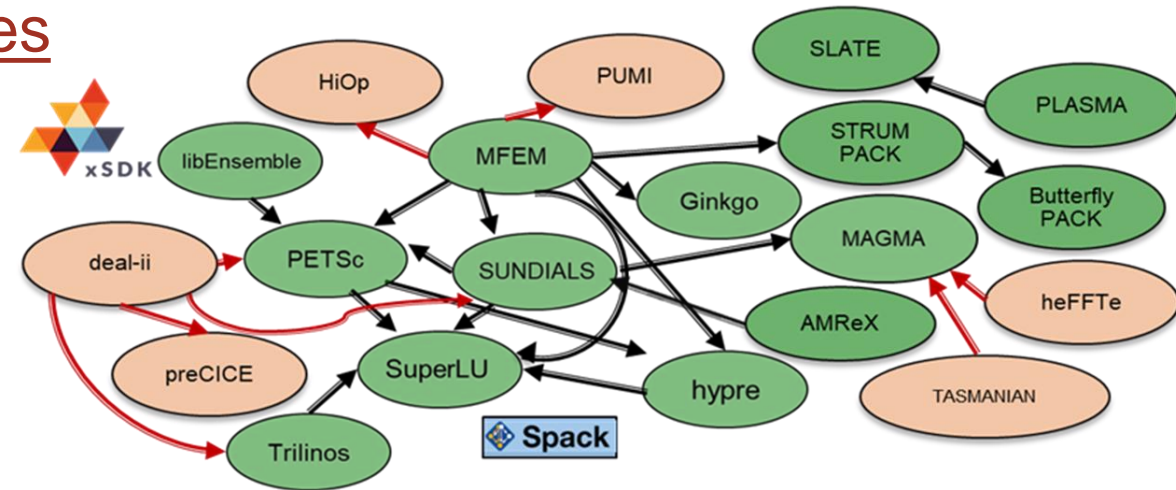 es
SLATE
HiOp
PUMI
PLASMA
xSDK
libEnsemble
MFEM
STRUM
PACK
Ginkgo
Butterfly
PACK
deal-ii
PETSc
SUNDIALS
MAGMA
heFFTe
AMReX
preCICE
SuperLU
hypre
TASMANIAN
Trilinos
Spack